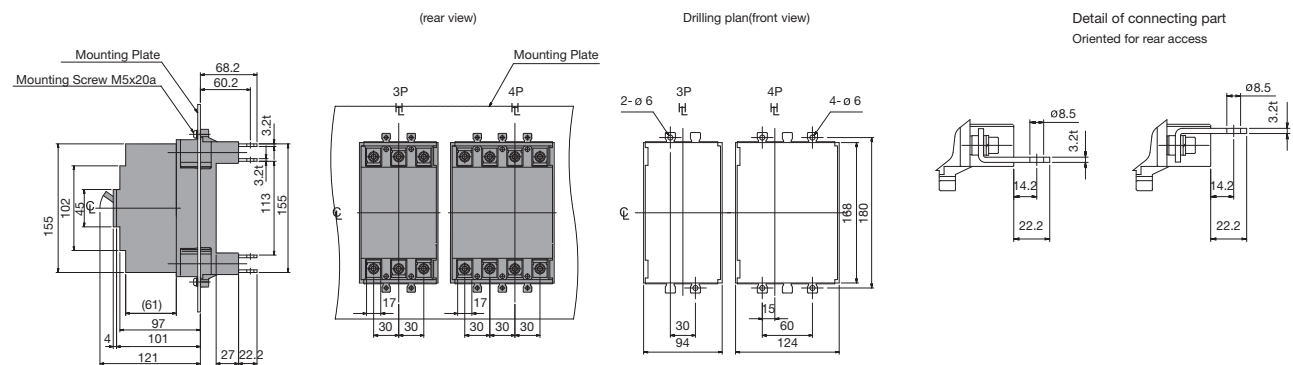 (rear view)
Drilling plan(front view)
Detail of connecting part
Oriented for rear access
Mounting Plate
Mounting Screw M5x20a
68.2
60.2
3.2t
3.2t
155
102
45
℄
113
155
(61)
97
4
101
121
27
22.2
Mounting Plate
3P
℄
4P
℄
℄
17
30
30
17
30
30
30
2- ø 6
3P
℄
4P
℄
4- ø 6
℄
168
180
30
94
15
60
124
ø8.5
3.2t
14.2
22.2
ø8.5
3.2t
14.2
22.2